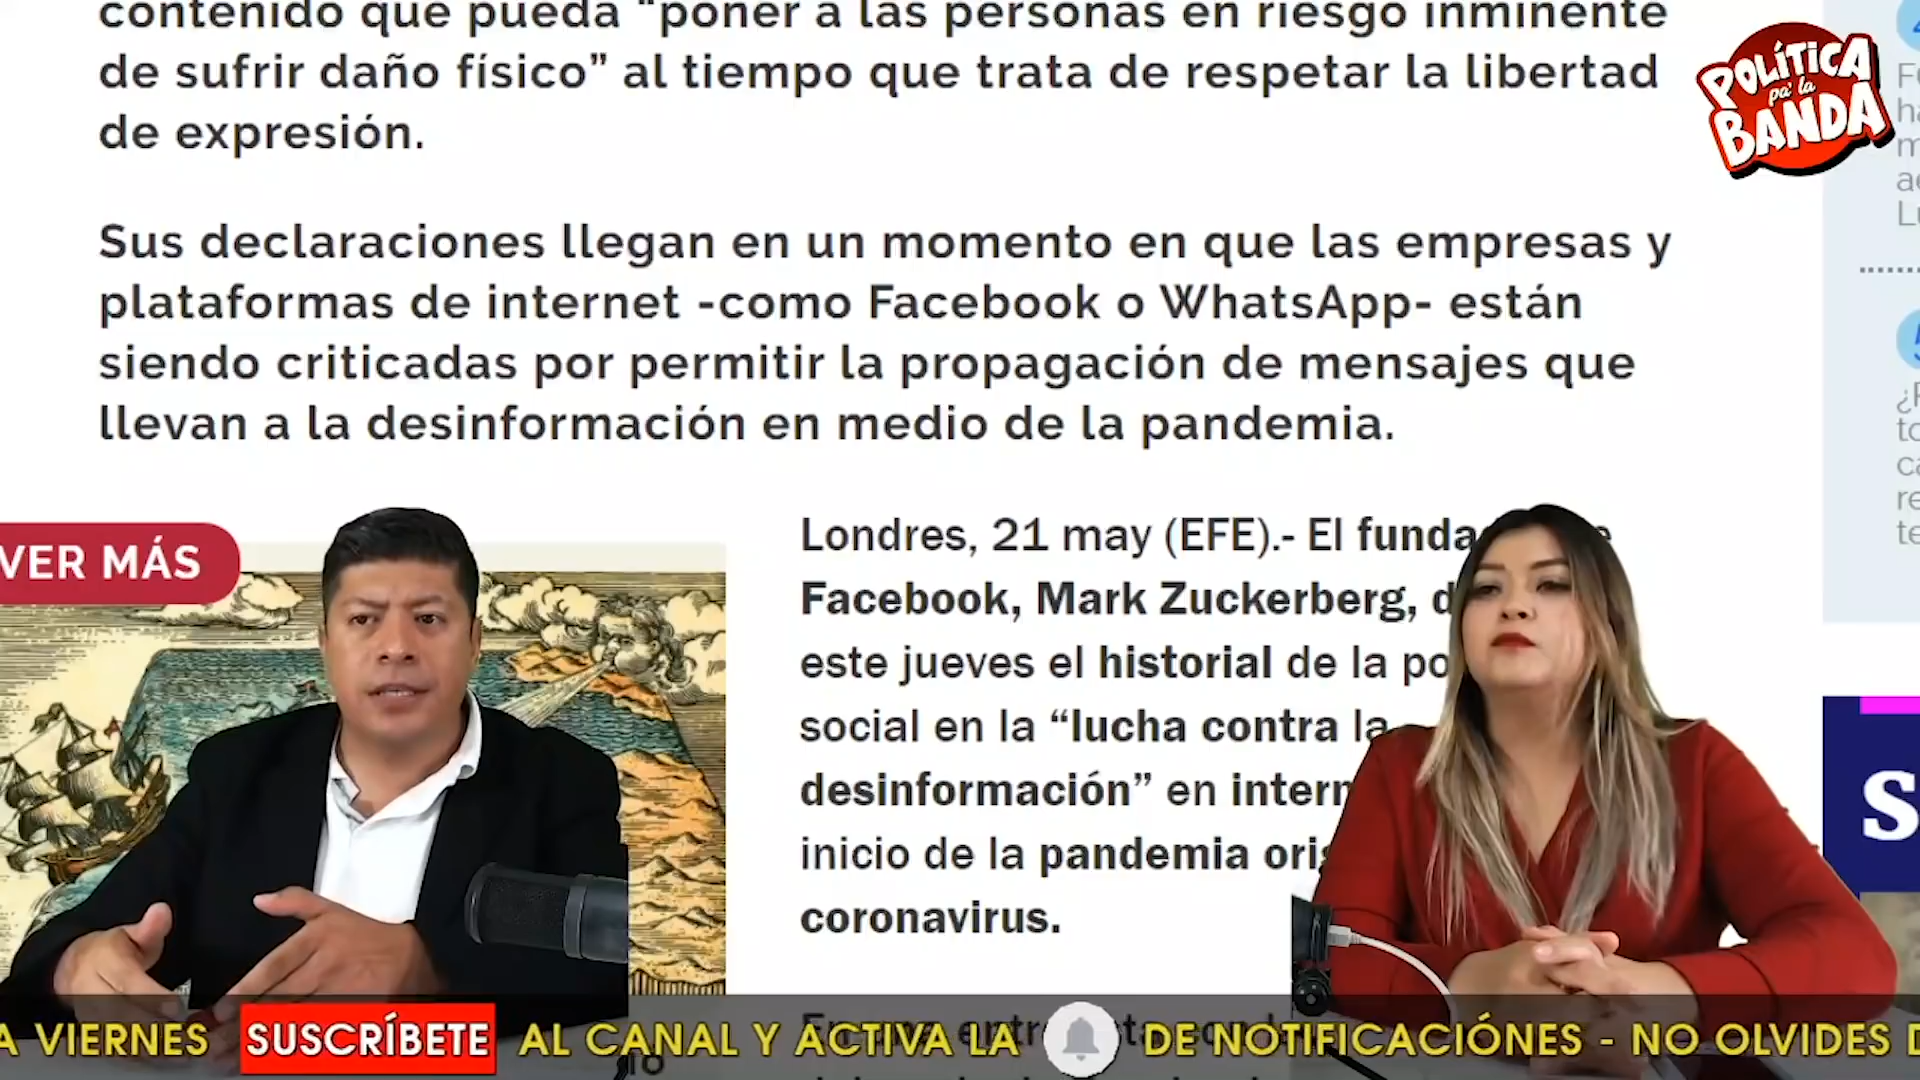 contenido que pueda “poner a las personas en riesgo inminente
de sufrir daño físico” al tiempo que trata de respetar la libertad
de expresión.
POLÍTICA
pa' la
BANDA
Sus declaraciones llegan en un momento en que las empresas y
plataformas de internet -como Facebook o WhatsApp- están
siendo criticadas por permitir la propagación de mensajes que
llevan a la desinformación en medio de la pandemia.
VER MÁS
Londres, 21 may (EFE).- El
Facebook, Mark Zuckerberg,
este jueves el historial de la
social en la “lucha contra la
desinformación” en
inicio de la pandemia
coronavirus.
A VIERNES SUSCRÍBETE AL CANAL Y ACTIVA LA DE NOTIFICACIÓNES - NO OLVIDES